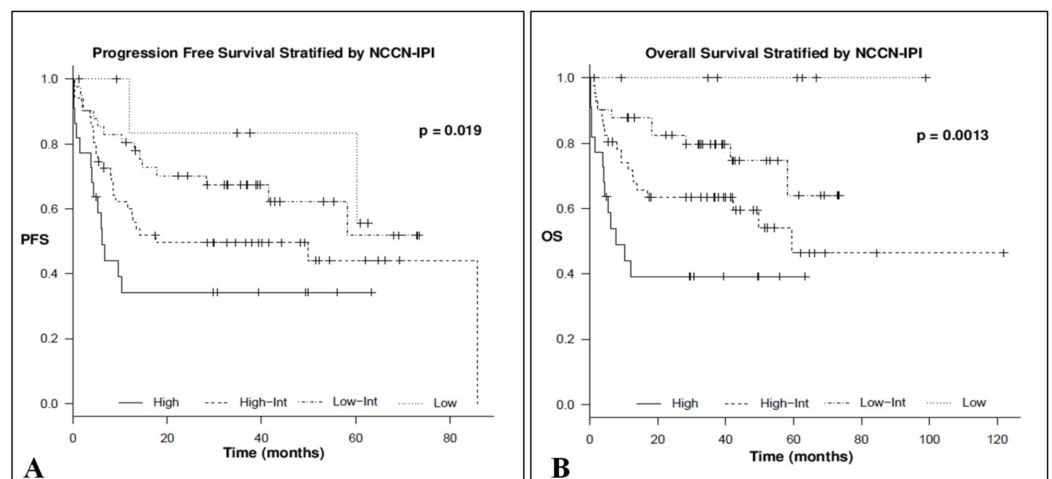 Progression Free Survival Stratified by NCCN-IPI
1.0
0.8
0.6
0.4
0.2
0.0
PFS
p = 0.019
High High-Int Low-Int Low
0 20 40 60 80
Time (months)
A
Overall Survival Stratified by NCCN-IPI
1.0
0.8
0.6
0.4
0.2
0.0
OS
p = 0.0013
High High-Int Low-Int Low
0 20 40 60 80 100 120
Time (months)
B